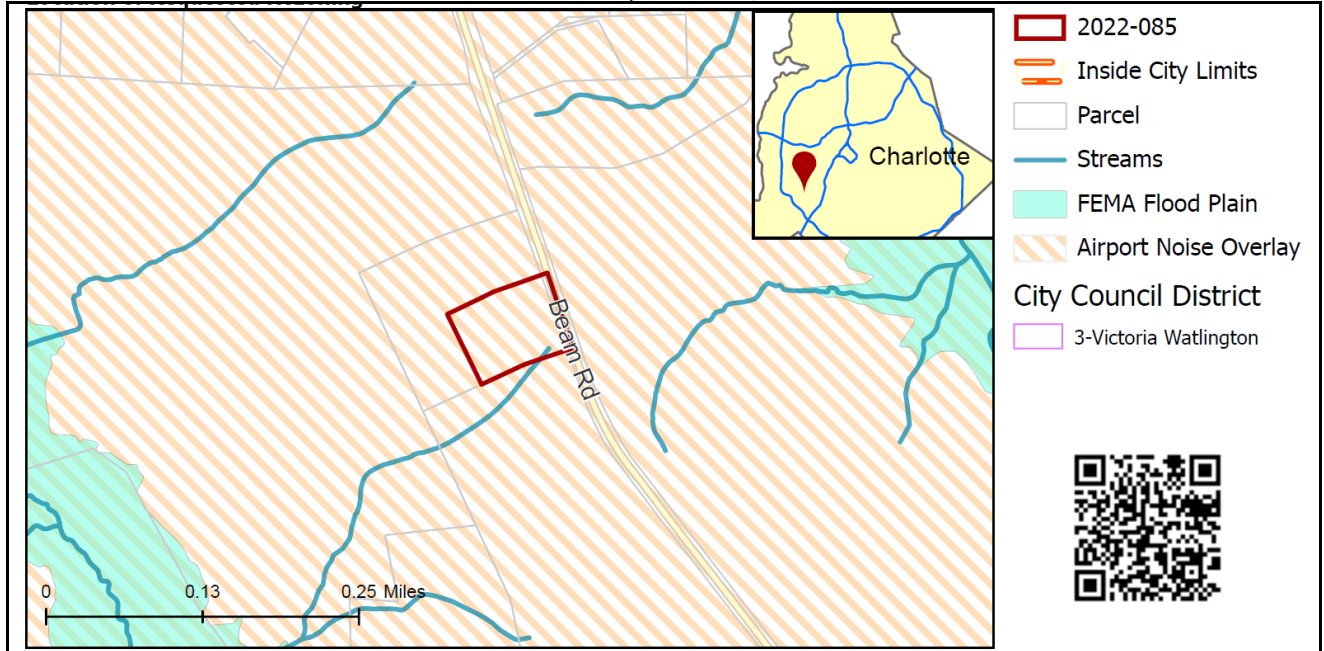 Charlotte
Beam Rd
0 0.13 0.25 Miles
2022-085
Inside City Limits
Parcel
Streams
FEMA Flood Plain
Airport Noise Overlay
City Council District
3-Victoria Watlington